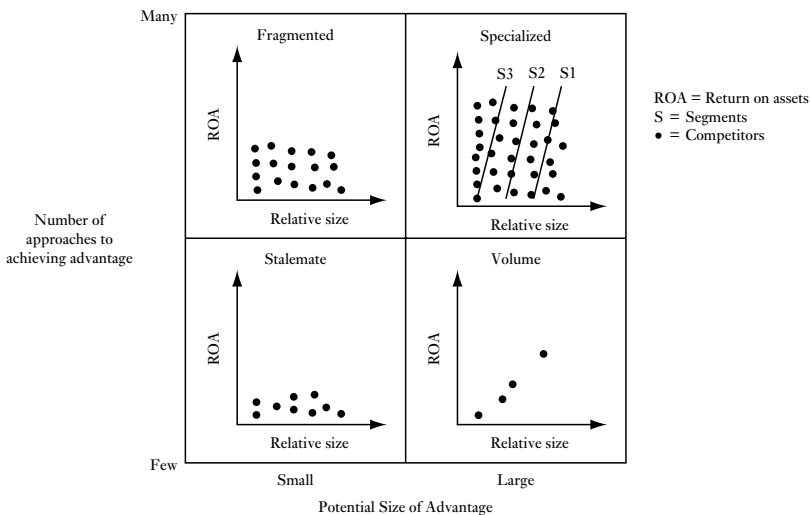 Many
Fragmented
ROA
Relative size
Specialized
S3 S2 S1
ROA
Relative size
ROA = Return on assets
S = Segments
• = Competitors
Number of
approaches to
achieving advantage
Stalemate
ROA
Relative size
Volume
ROA
Relative size
Few
Small
Large
Potential Size of Advantage